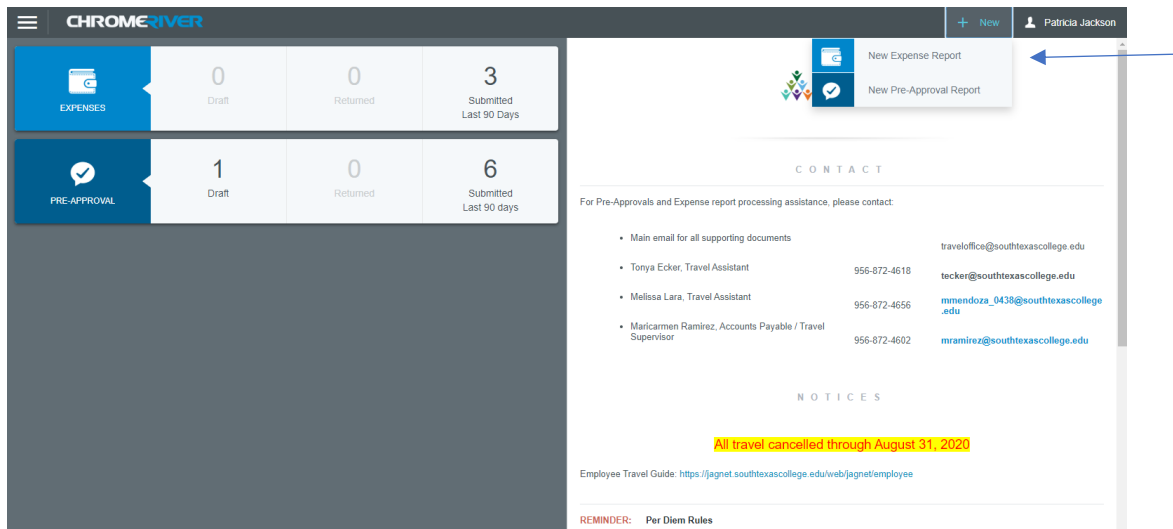 CHROMERIVER
+ New
Patricia Jackson
New Expense Report
New Pre-Approval Report
EXPENSES
0
Draft
0
Returned
3
Submitted
Last 90 Days
PRE-APPROVAL
1
Draft
0
Returned
6
Submitted
Last 90 days
CONTACT
For Pre-Approvals and Expense report processing assistance, please contact:
• Main email for all supporting documents
traveloffice@southtexascollege.edu
• Tonya Ecker, Travel Assistant
956-872-4618
tecker@southtexascollege.edu
• Melissa Lara, Travel Assistant
956-872-4656
mmendoza_0438@southtexascollege
.edu
• Maricarmen Ramirez, Accounts Payable / Travel
Supervisor
956-872-4602
mramirez@southtexascollege.edu
NOTICES
All travel cancelled through August 31, 2020
Employee Travel Guide: https://jagnet.southtexascollege.edu/web/jagnet/employee
REMINDER: Per Diem Rules